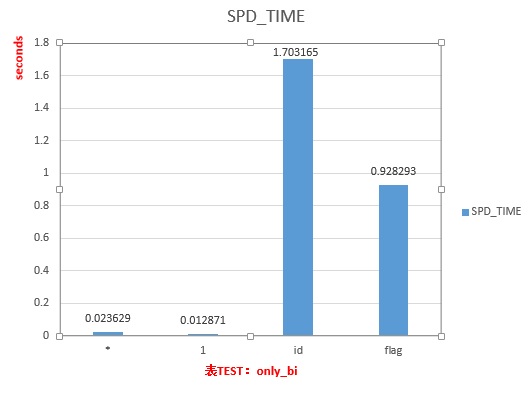 SPD_TIME
seconds
1.8
1.6
1.4
1.2
1
0.8
0.6
0.4
0.2
0
0.023629
0.012871
1.703165
0.928293
* 1 id flag
SPD_TIME
表TEST：only_bi